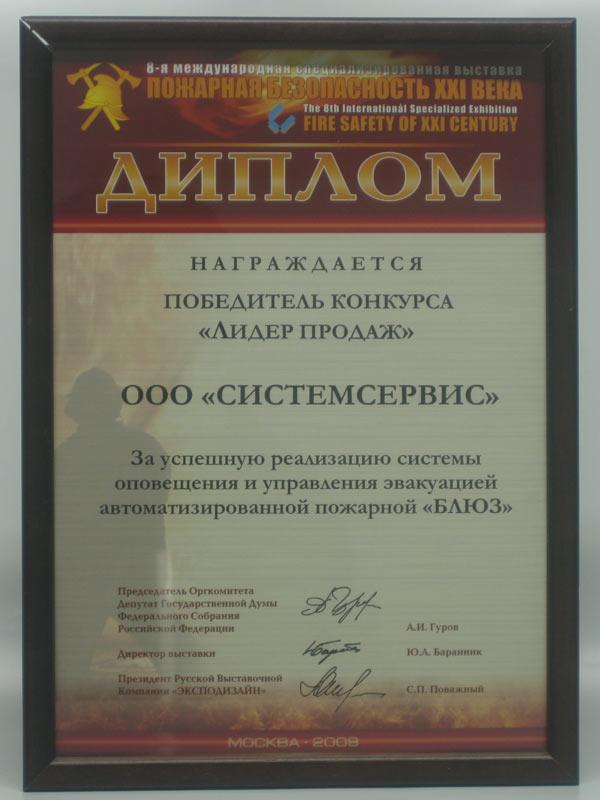 8-я международная специализированная выставка
ПОЖАРНАЯ БЕЗОПАСНОСТЬ XXI ВЕКА
The 8th International Specialized Exhibition
FIRE SAFETY OF XXI CENTURY
ДИПЛОМ
НАГРАЖДАЕТСЯ
ПОБЕДИТЕЛЬ КОНКУРСА
«ЛИДЕР ПРОДАЖ»
ООО «СИСТЕМСЕРВИС»
За успешную реализацию системы
оповещения и управления эвакуацией
автоматизированной пожарной «БЛЮЗ»
Председатель Оргкомитета
Депутат Государственной Думы
Федерального Собрания
Российской Федерации А.И. Гуров
Директор выставки Ю.А. Баранник
Президент Русской Выставочной
Компании «ЭКСПОДИЗАЙН» С.П. Поважный
МОСКВА · 2009